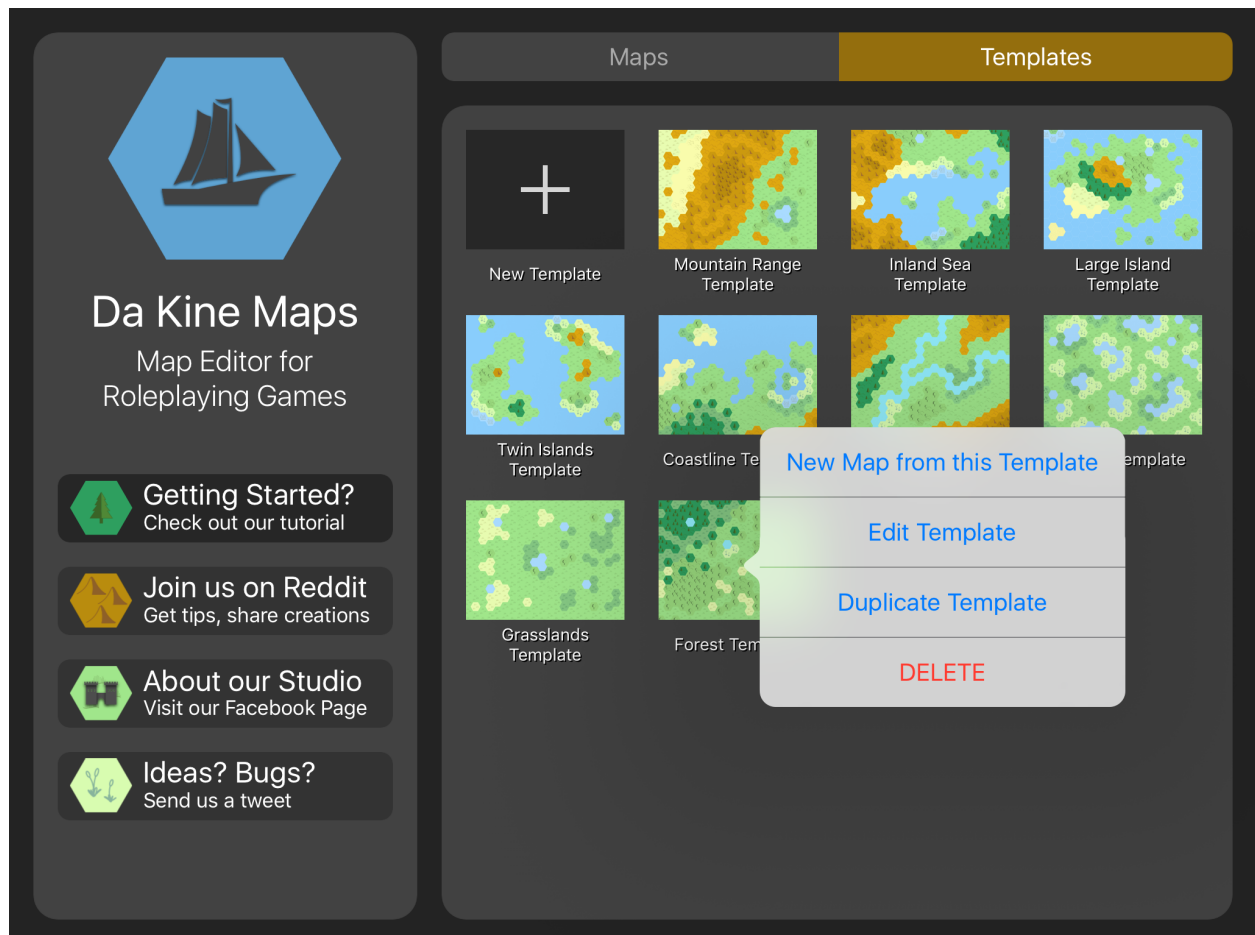 Maps
Templates
Da Kine Maps
Map Editor for
Roleplaying Games
Getting Started?
Check out our tutorial
Join us on Reddit
Get tips, share creations
About our Studio
Visit our Facebook Page
Ideas? Bugs?
Send us a tweet
New Template
Mountain Range
Template
Inland Sea
Template
Large Island
Template
Twin Islands
Template
Coastline
Grasslands
Template
Forest
New Map from this Template
Edit Template
Duplicate Template
DELETE